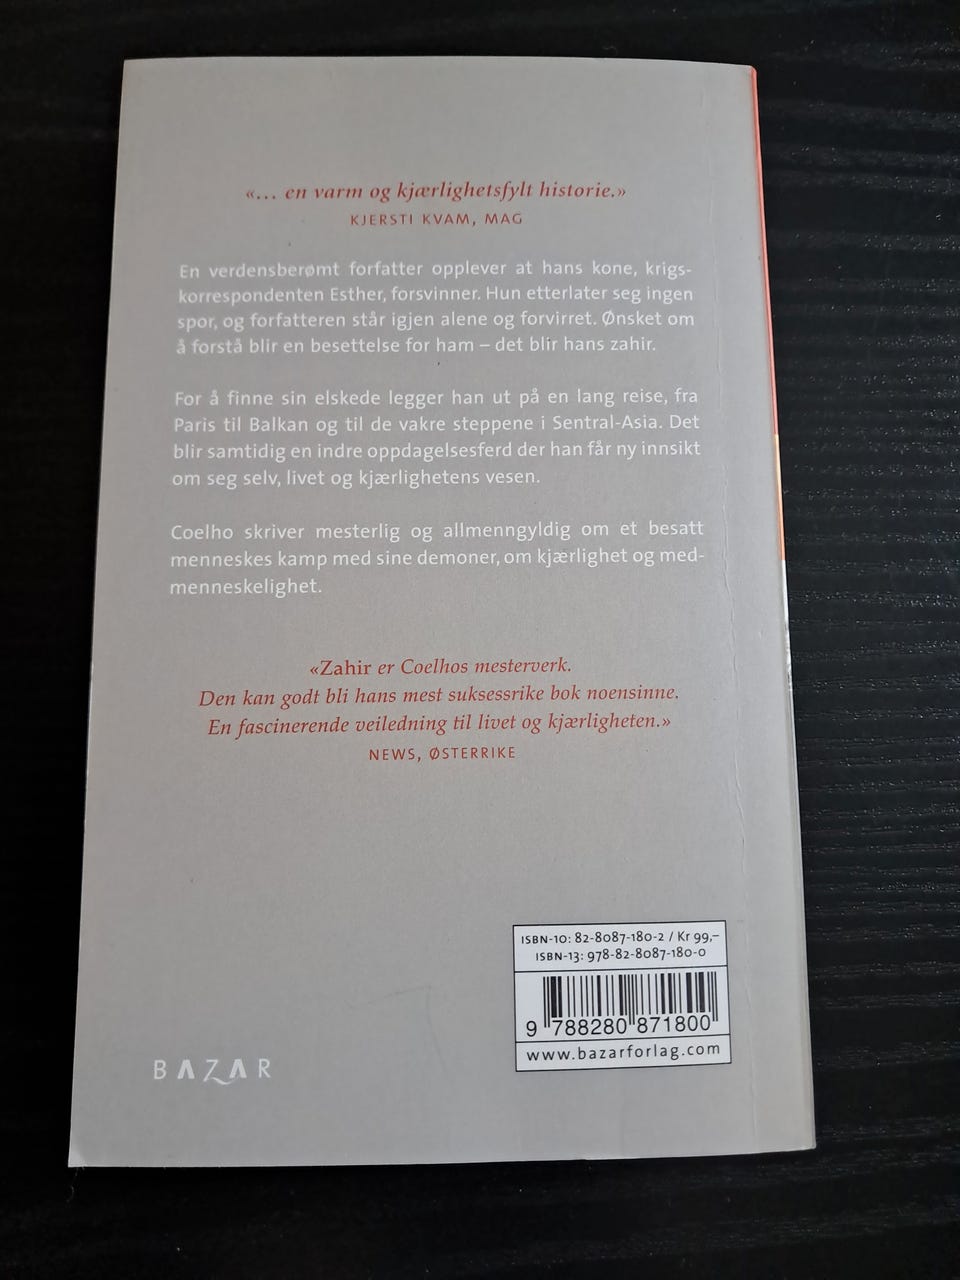 «... en varm og kjærlighetsfylt historie.»
KJERSTI KVAM, MAG
En verdensberømt forfatter opplever at hans kone, krigs-
korrespondenten Esther, forsvinner. Hun etterlater seg ingen
spor, og forfatteren står igjen alene og forvirret. Ønsket om
å forstå blir en besettelse for ham – det blir hans zahir.
For å finne sin elskede legger han ut på en lang reise, fra
Paris til Balkan og til de vakre steppene i Sentral-Asia. Det
blir samtidig en indre oppdagelsesferd der han får ny innsikt
om seg selv, livet og kjærlighetens vesen.
Coelho skriver mesterlig og allmenngyldig om et besatt
menneskes kamp med sine demoner, om kjærlighet og med-
menneskelighet.
«Zahir er Coelhos mesterverk.
Den kan godt bli hans mest suksessrike bok noensinne.
En fascinerende veiledning til livet og kjærligheten.»
NEWS, ØSTERRIKE
ISBN-10: 82-8087-180-2 / Kr 99,–
ISBN-13: 978-82-8087-180-0
9 788280 871800
www.bazarforlag.com
BAZAR